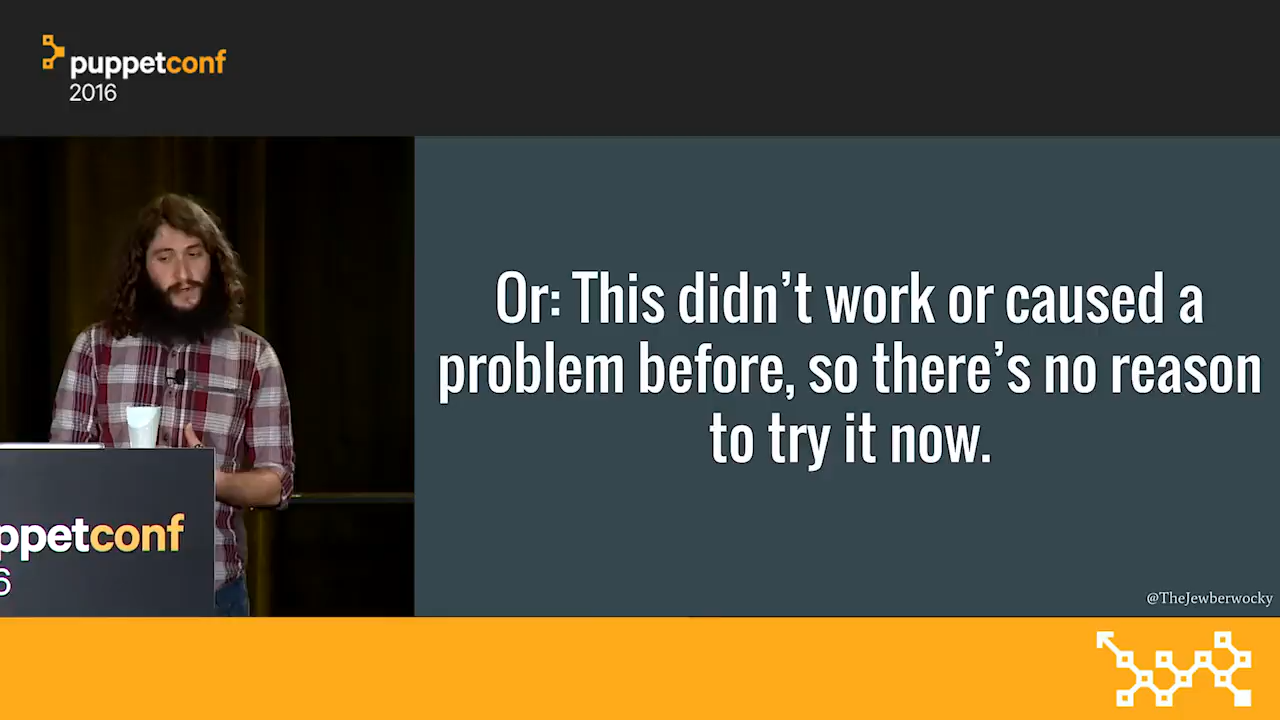 puppetconf
2016
Or: This didn’t work or caused a
problem before, so there’s no reason
to try it now.
ppetconf
6
@TheJewberwocky